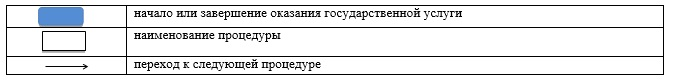 начало или завершение оказания государственной услуги
наименование процедуры
переход к следующей процедуре